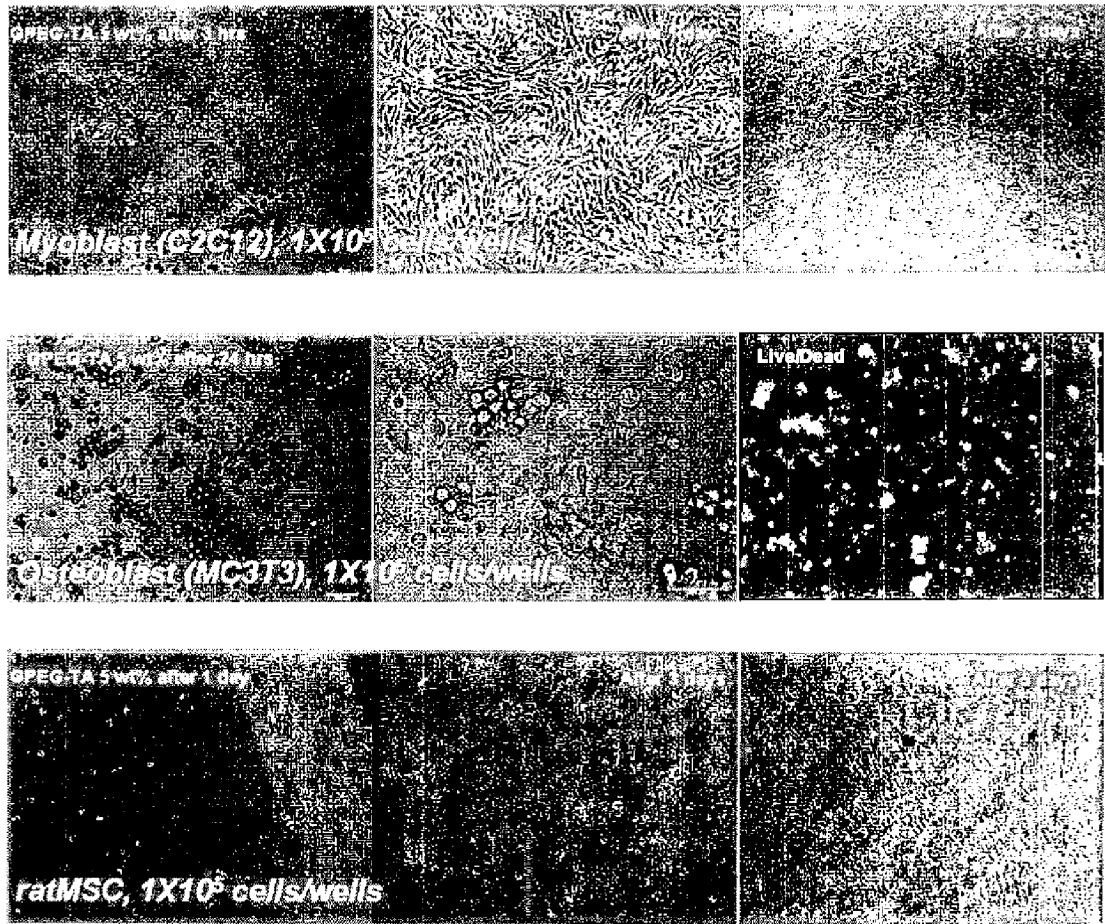 GPEG-TA 5 wt% after 3 hrs
After 1 day
After 2 days
Myoblast (C2C12), 1X10⁵ cells/wells
GPEG-TA 5 wt% after 24 hrs
Live/Dead
Osteoblast (MC3T3), 1X10⁵ cells/wells
GPEG-TA 5 wt% after 1 day
After days
After days
ratMSC, 1X10⁵ cells/wells